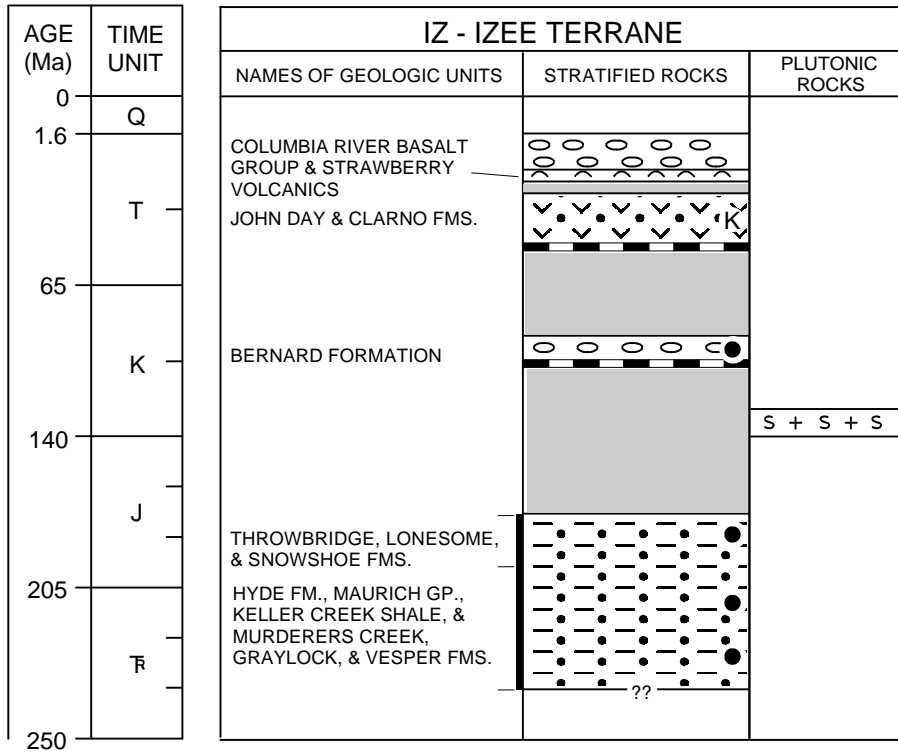 AGE
(Ma)
TIME
UNIT
IZ - IZEE TERRANE
NAMES OF GEOLOGIC UNITS
STRATIFIED ROCKS
PLUTONIC
ROCKS
0
Q
1.6
COLUMBIA RIVER BASALT
GROUP & STRAWBERRY
VOLCANICS
T
JOHN DAY & CLARNO FMS.
K
65
BERNARD FORMATION
K
S + S + S
140
J
THROWBRIDGE, LONESOME,
& SNOWSHOE FMS.
205
HYDE FM., MAURICH GP.,
KELLER CREEK SHALE, &
MURDERERS CREEK,
GRAYLOCK, & VESPER FMS.
TR
??
250